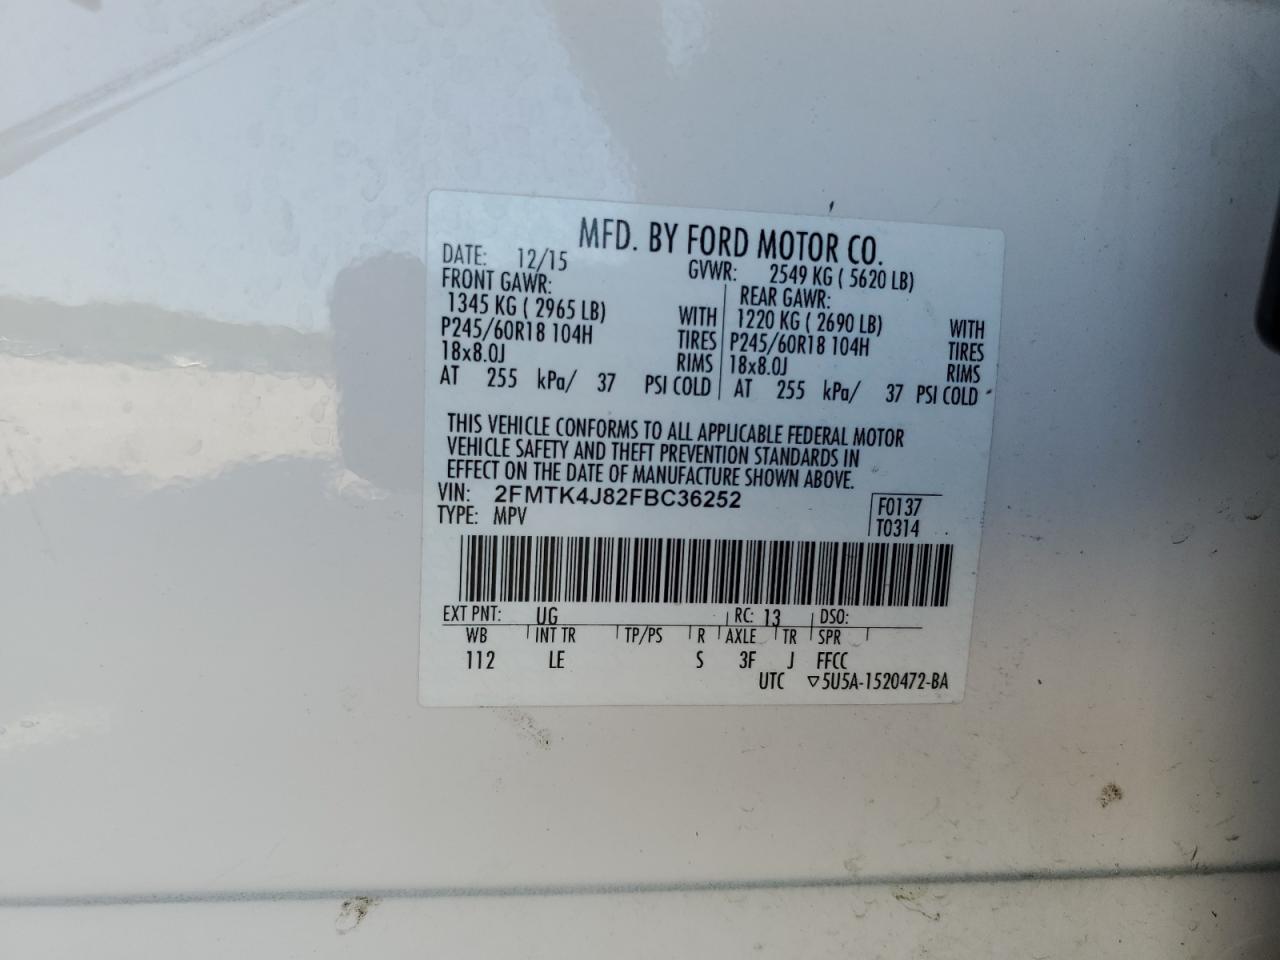 MFD. BY FORD MOTOR CO.
DATE: 12/15 GVWR: 2549 KG ( 5620 LB)
FRONT GAWR: REAR GAWR:
1345 KG ( 2965 LB) WITH 1220 KG ( 2690 LB) WITH
P245/60R18 104H TIRES P245/60R18 104H TIRES
18x8.0J RIMS 18x8.0J RIMS
AT 255 kPa/ 37 PSI COLD AT 255 kPa/ 37 PSI COLD
THIS VEHICLE CONFORMS TO ALL APPLICABLE FEDERAL MOTOR
VEHICLE SAFETY AND THEFT PREVENTION STANDARDS IN
EFFECT ON THE DATE OF MANUFACTURE SHOWN ABOVE.
VIN: 2FMTK4J82FBC36252 F0137
TYPE: MPV T0314
EXT PNT: UG RC: 13 DSO:
WB INT TR TP/PS R AXLE TR SPR
112 LE S 3F J FFCC
UTC ▽5U5A-1520472-BA